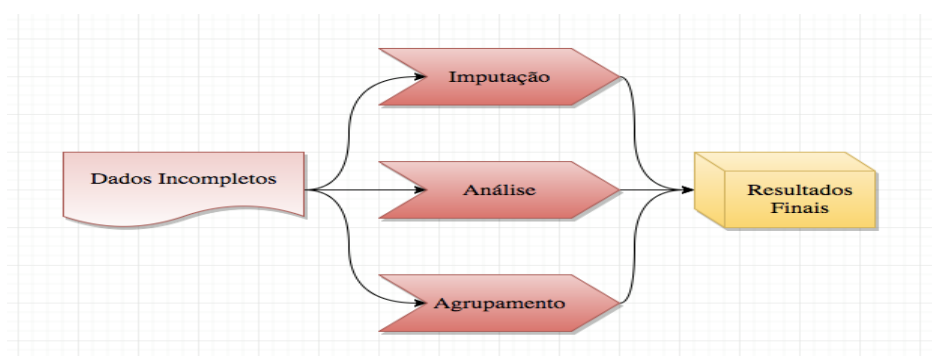 Imputação
Dados Incompletos
Análise
Resultados
Finais
Agrupamento